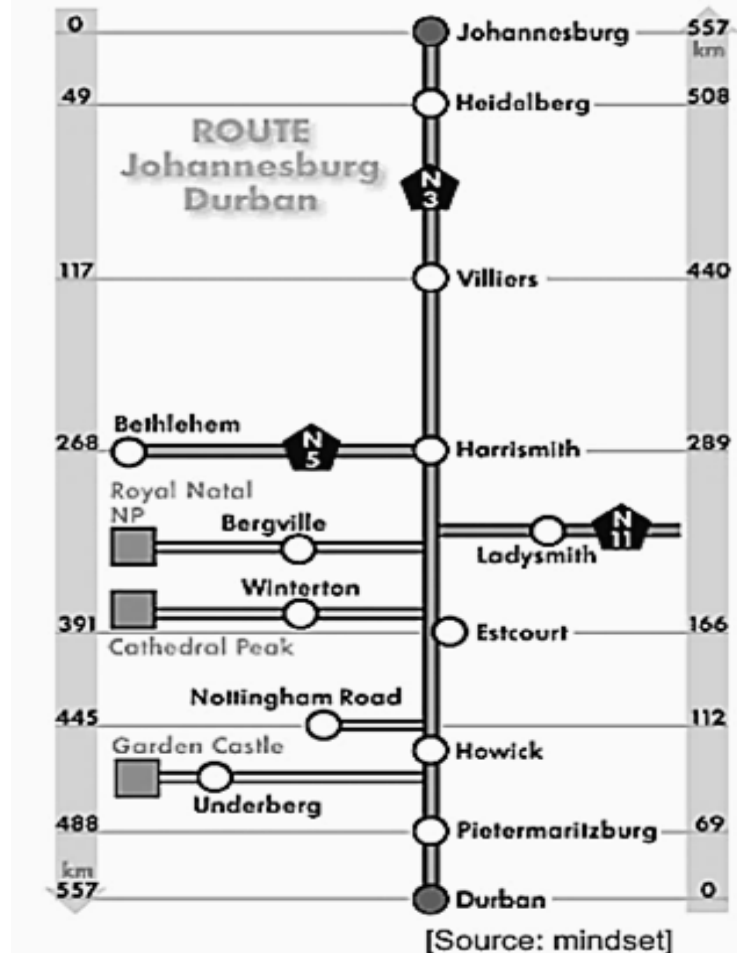 0 Johannesburg 557
km
49 Heidelberg 508
ROUTE
Johannesburg
Durban
N
3
117 Villiers 440
Bethlehem
268 N Harrismith 289
5
Royal Natal
NP
Bergville
N
11
Ladysmith
Winterton
391 Estcourt 166
Cathedral Peak
Nottingham Road
445 112
Garden Castle
Howick
Underberg
488 Pietermaritzburg 69
km
557 Durban 0
[Source: mindset]